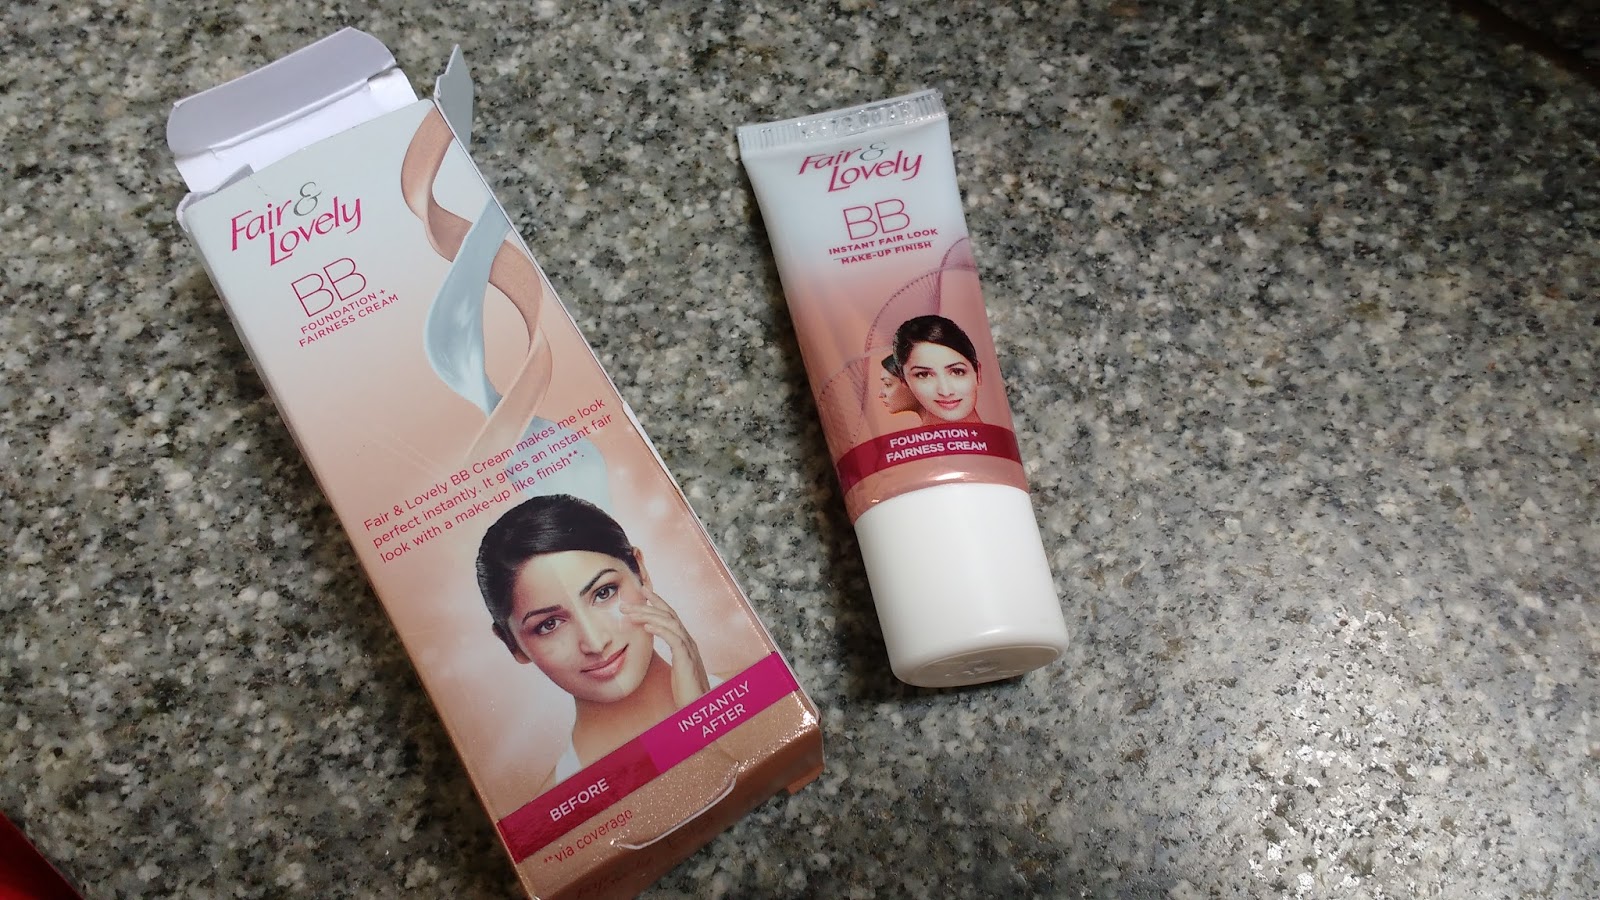 Fair &
Lovely
BB
FOUNDATION +
FAIRNESS CREAM
Fair & Lovely BB Cream makes me look
perfect instantly. It gives an instant fair
look with a make-up like finish**
BEFORE
INSTANTLY
AFTER
**via coverage
Fair &
Lovely
BB
INSTANT FAIR LOOK
MAKE-UP FINISH
FOUNDATION +
FAIRNESS CREAM